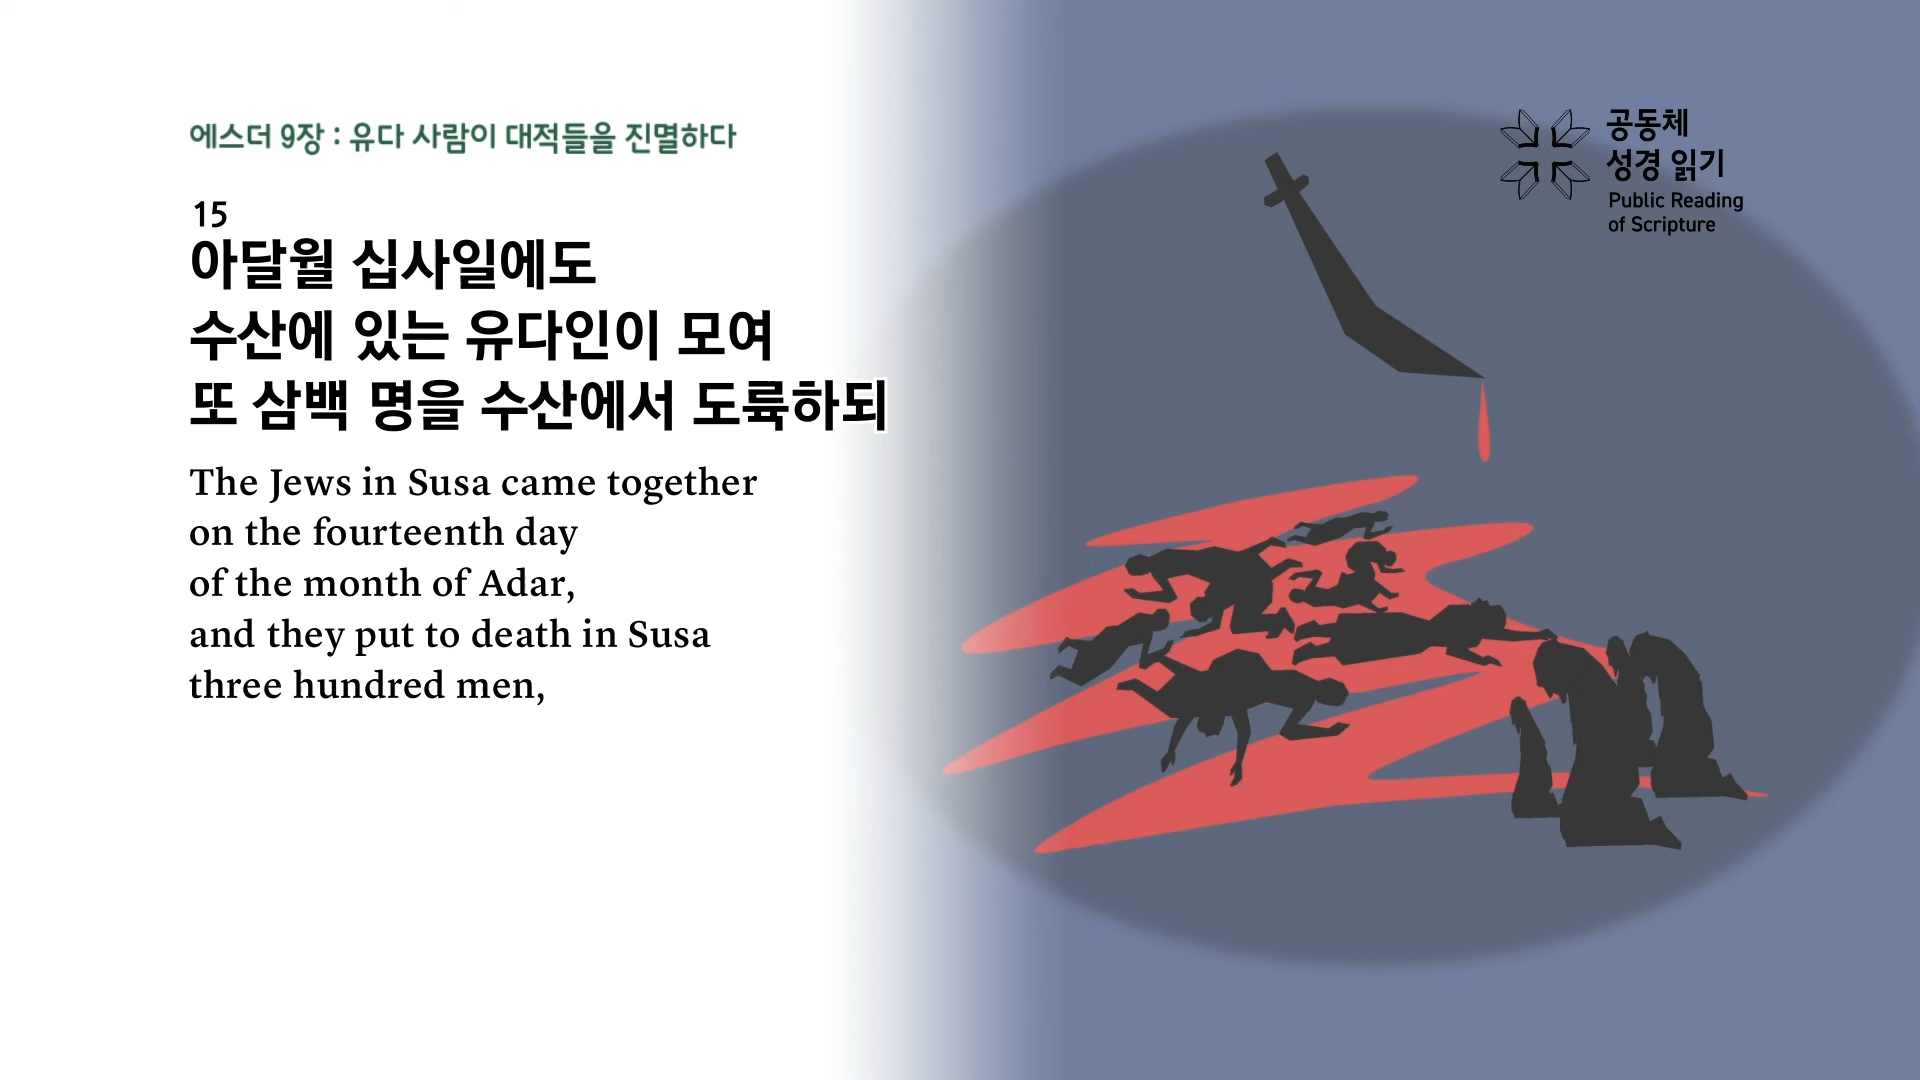 에스더 9장 : 유다 사람이 대적들을 진멸하다
15
아달월 십사일에도
수산에 있는 유다인이 모여
또 삼백 명을 수산에서 도륙하되
The Jews in Susa came together
on the fourteenth day
of the month of Adar,
and they put to death in Susa
three hundred men,
공동체
성경 읽기
Public Reading
of Scripture